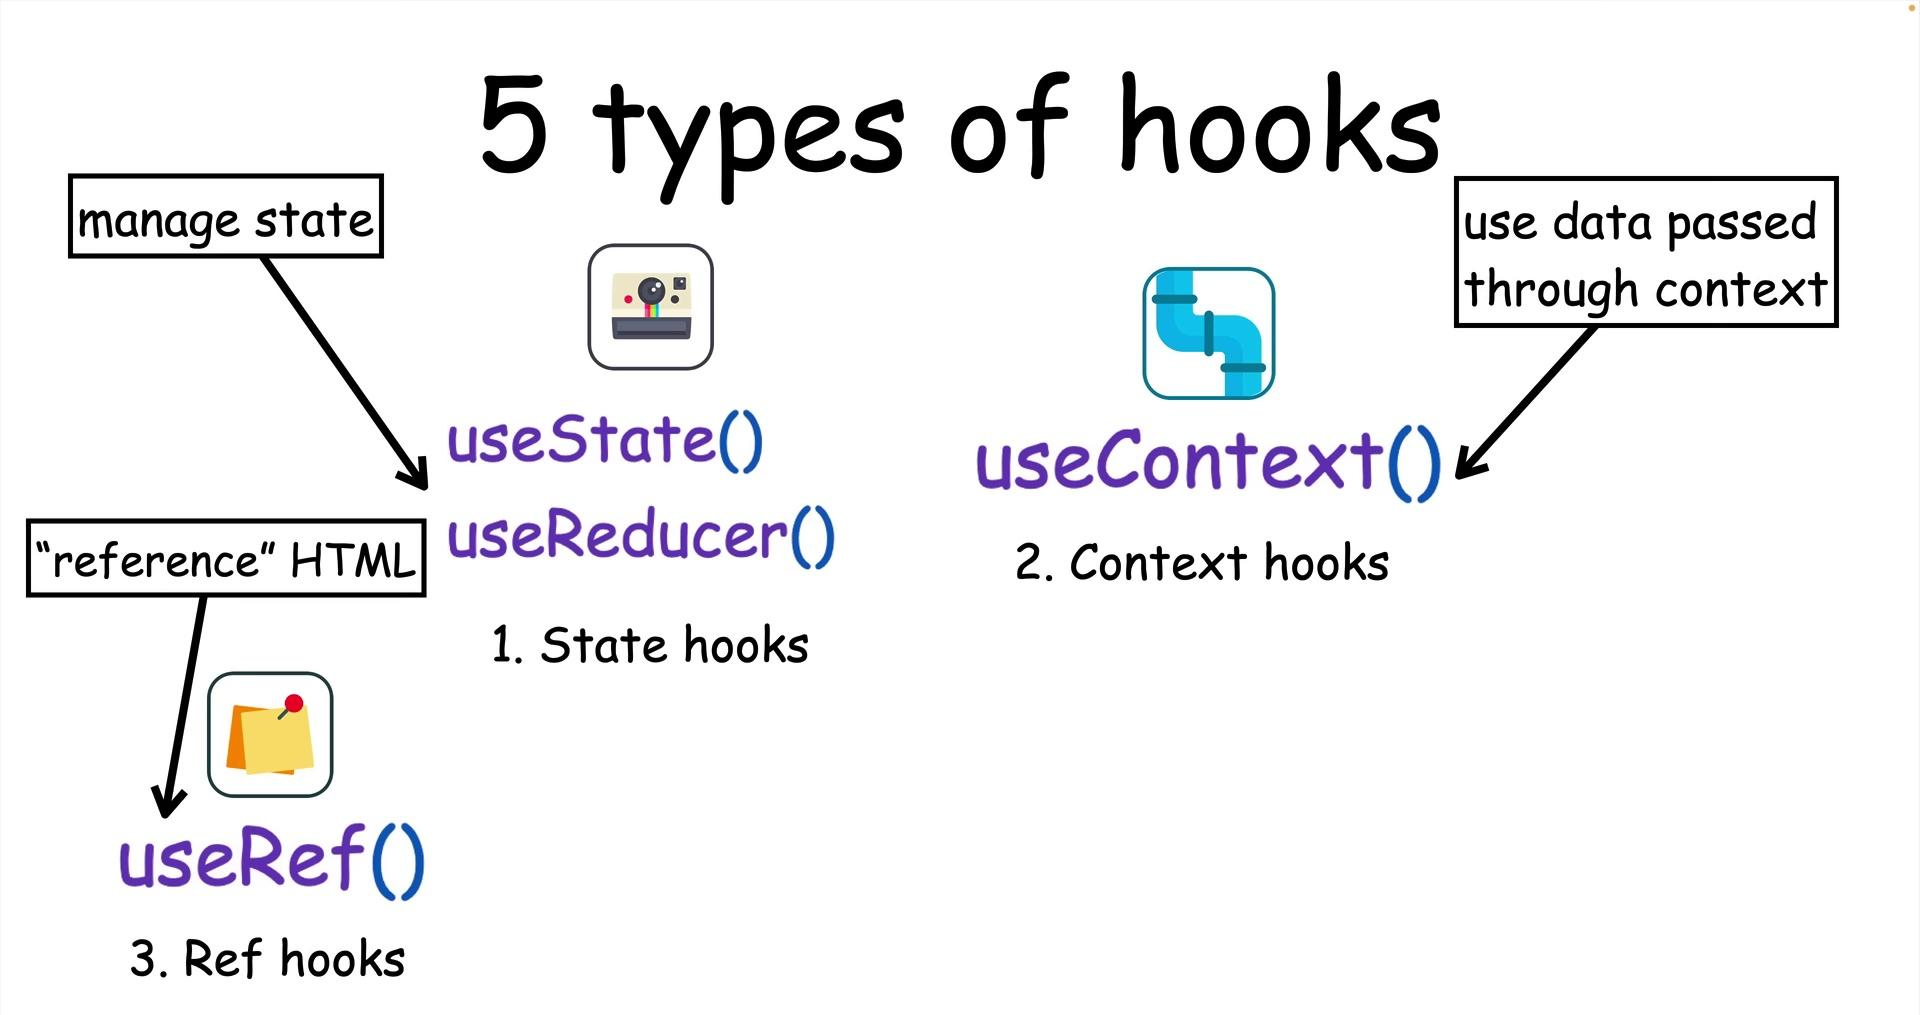 5 types of hooks
manage state
use data passed
through context
useState()
useReducer()
1. State hooks
useContext()
2. Context hooks
“reference” HTML
useRef()
3. Ref hooks